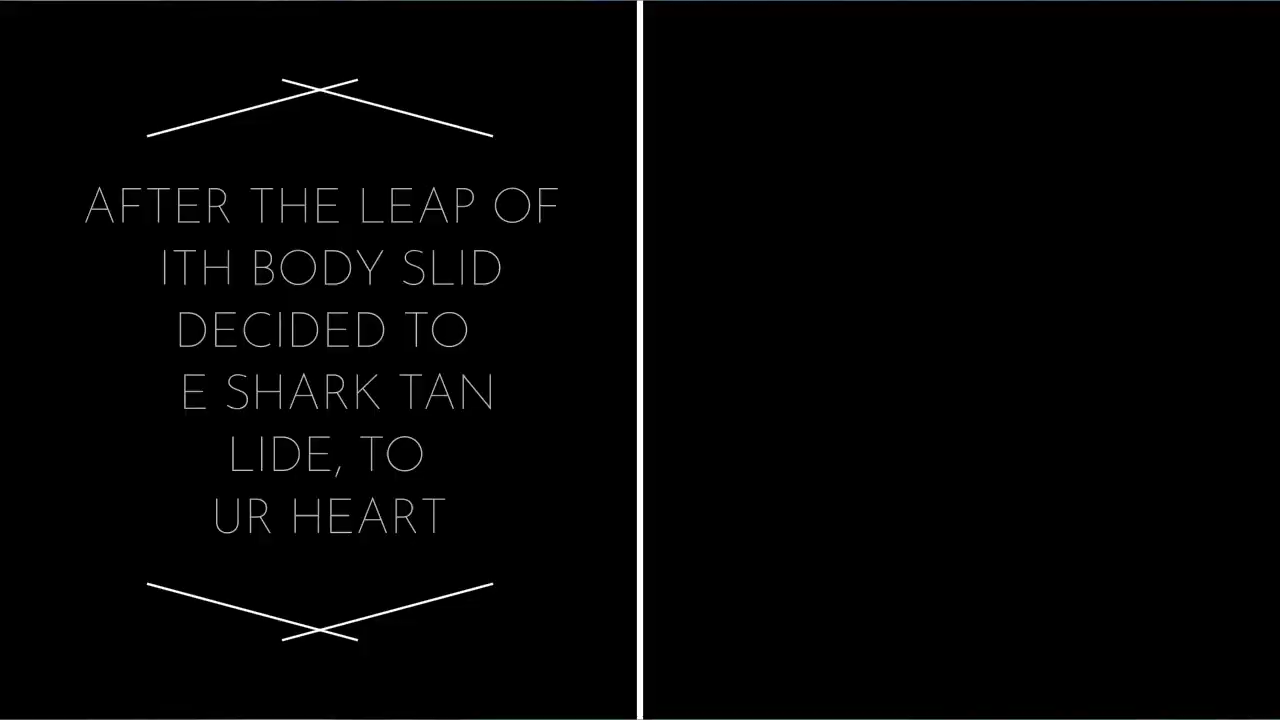 AFTER THE LEAP OF
ITH BODY SLID
DECIDED TO
E SHARK TAN
LIDE, TO
UR HEART